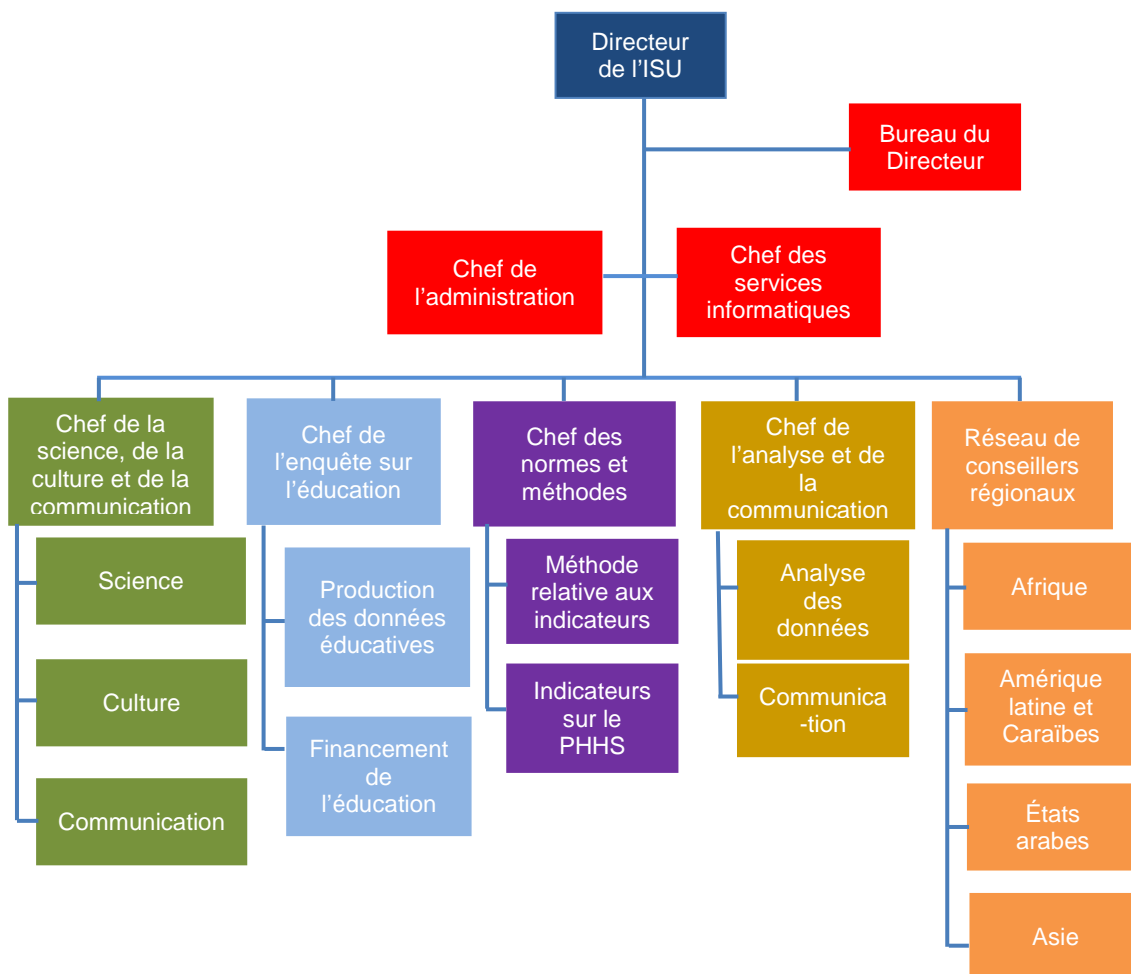 Directeur
de l’ISU
Bureau du
Directeur
Chef de
l’administration
Chef des
services
informatiques
Chef de la
science, de la
culture et de la
communication
Science
Culture
Communication
Chef de
l’enquête sur
l’éducation
Production
des données
éducatives
Financement
de
l’éducation
Chef des
normes et
méthodes
Méthode
relative aux
indicateurs
Indicateurs
sur le
PHHS
Chef de
l’analyse et de
la
communication
Analyse
des
données
Communica
-tion
Réseau de
conseillers
régionaux
Afrique
Amérique
latine et
Caraïbes
États
arabes
Asie